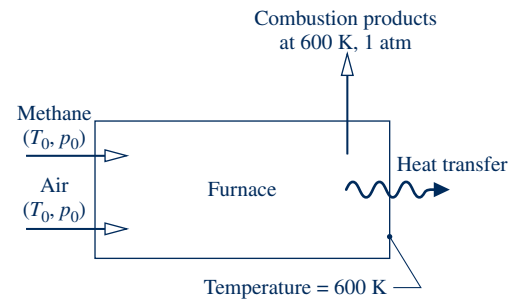 Combustion products
at 600 K, 1 atm
Methane
(T₀, p₀)
Heat transfer
Air
(T₀, p₀)
Furnace
Temperature = 600 K